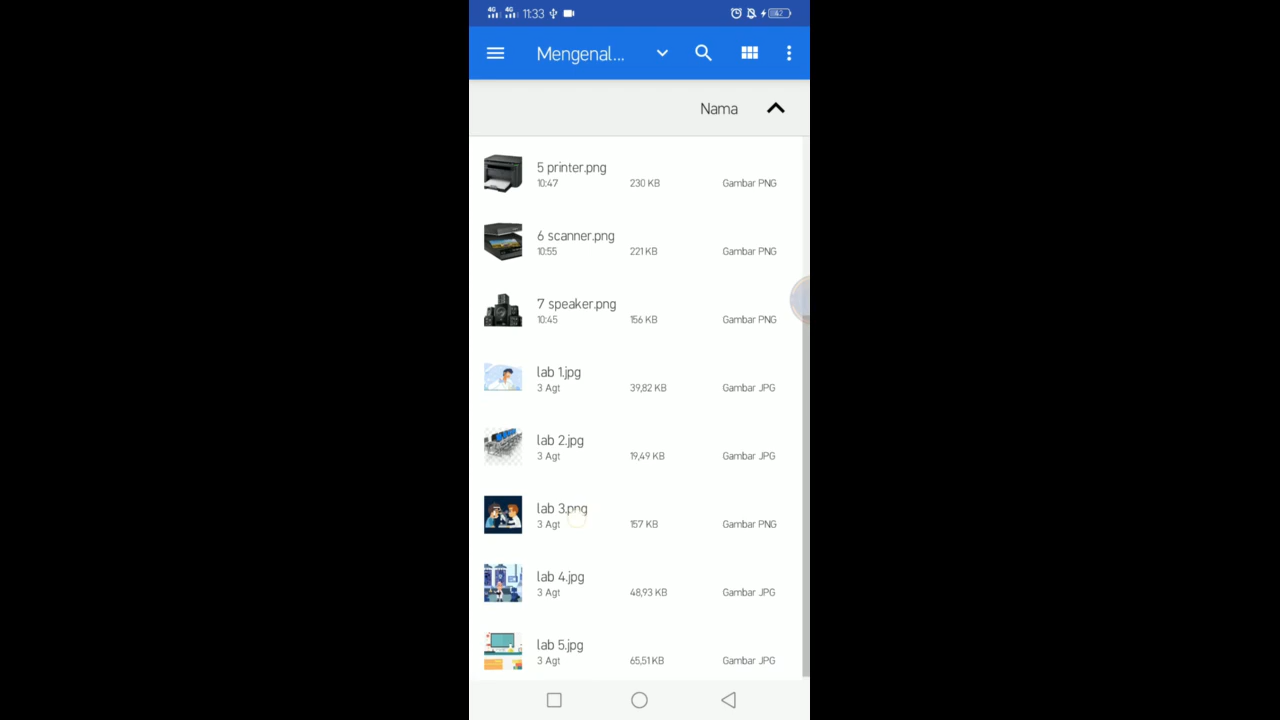 4G 4G 11:33 62
Mengenal...
Nama
5 printer.png
10:47 230 KB Gambar PNG
6 scanner.png
10:55 221 KB Gambar PNG
7 speaker.png
10:45 156 KB Gambar PNG
lab 1.jpg
3 Agt 39,82 KB Gambar JPG
lab 2.jpg
3 Agt 19,49 KB Gambar JPG
lab 3.png
3 Agt 157 KB Gambar PNG
lab 4.jpg
3 Agt 48,93 KB Gambar JPG
lab 5.jpg
3 Agt 65,51 KB Gambar JPG